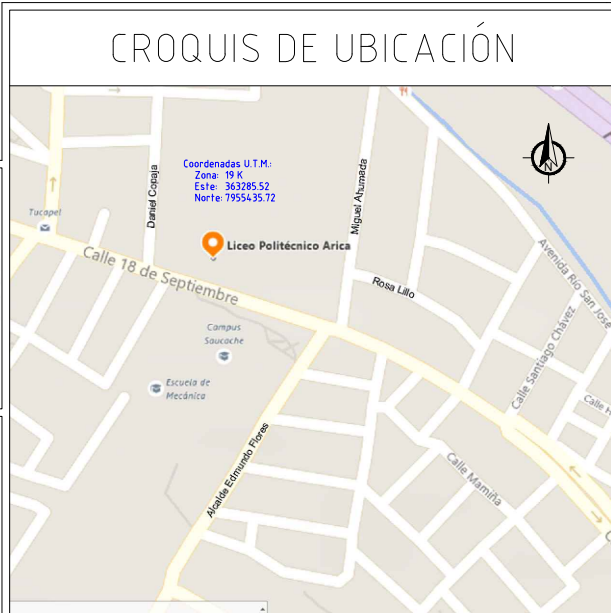 CROQUIS DE UBICACIÓN
Coordenadas U.T.M.:
Zona: 19 K
Este: 363285.52
Norte: 7955435.72
Daniel Copaja
Miguel Ahumada
Tucapel
Liceo Politécnico Arica
Calle 18 de Septiembre
Rosa Lillo
Avenida Río San José
Campus
Saucache
Escuela de
Mecánica
Calle Santiago Chávez
Calle H
Alcalde Edmundo Flores
Calle Mamiña
C